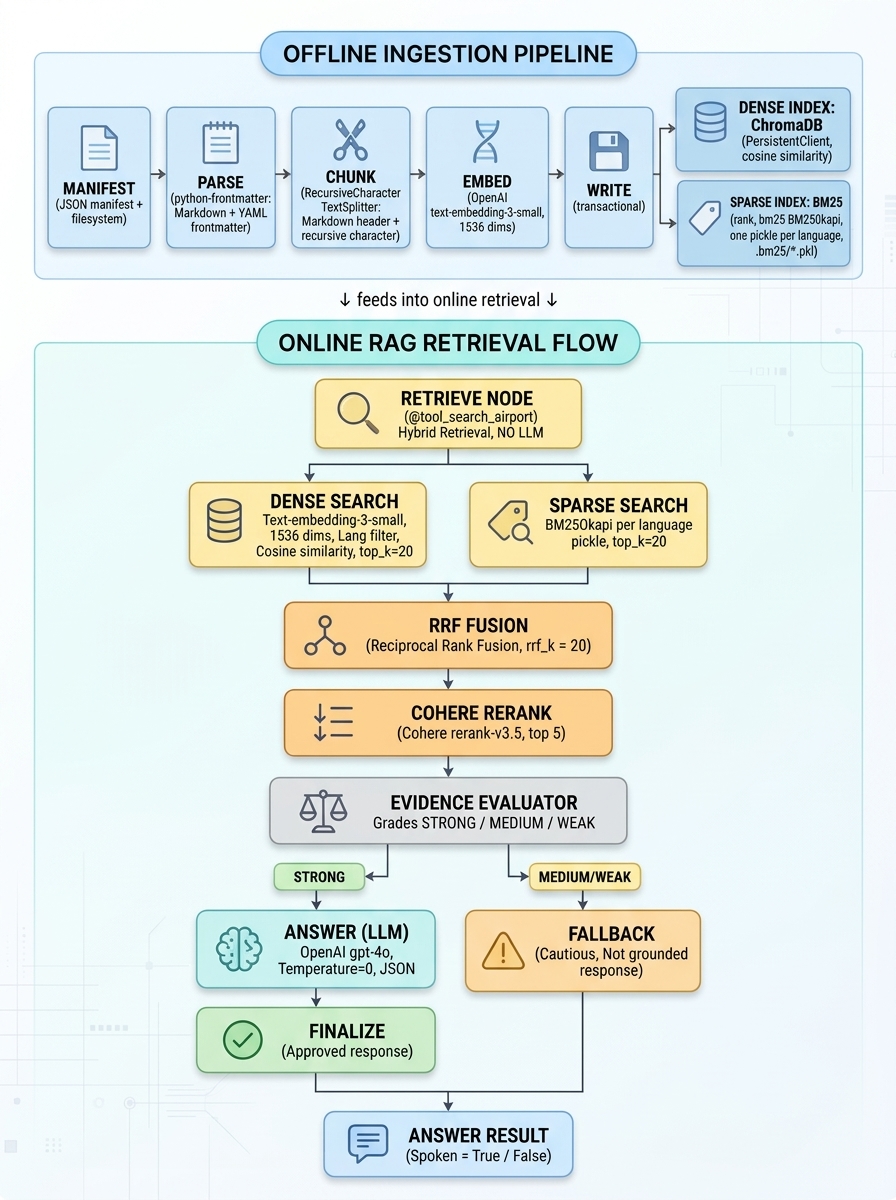 OFFLINE INGESTION PIPELINE
MANIFEST
(JSON manifest +
filesystem)
PARSE
(python-frontmatter:
Markdown + YAML
frontmatter)
CHUNK
(RecursiveCharacter
TextSplitter:
Markdown header +
recursive character)
EMBED
(OpenAI
text-embedding-3-small,
1536 dims)
WRITE
(transactional)
DENSE INDEX:
ChromaDB
(PersistentClient,
cosine similarity)
SPARSE INDEX: BM25
(rank, bm25 BM250kapi,
one pickle per language,
.bm25/*.pkl)
↓ feeds into online retrieval ↓
ONLINE RAG RETRIEVAL FLOW
RETRIEVE NODE
(@tool_search_airport)
Hybrid Retrieval, NO LLM
DENSE SEARCH
Text-embedding-3-small,
1536 dims, Lang filter,
Cosine similarity, top_k=20
SPARSE SEARCH
BM25Okapi per language
pickle, top_k=20
RRF FUSION
(Reciprocal Rank Fusion, rrf_k = 20)
COHERE RERANK
(Cohere rerank-v3.5, top 5)
EVIDENCE EVALUATOR
Grades STRONG / MEDIUM / WEAK
STRONG
MEDIUM/WEAK
ANSWER (LLM)
OpenAI gpt-4o,
Temperature=0, JSON
FALLBACK
(Cautious, Not grounded
response)
FINALIZE
(Approved response)
ANSWER RESULT
(Spoken = True / False)